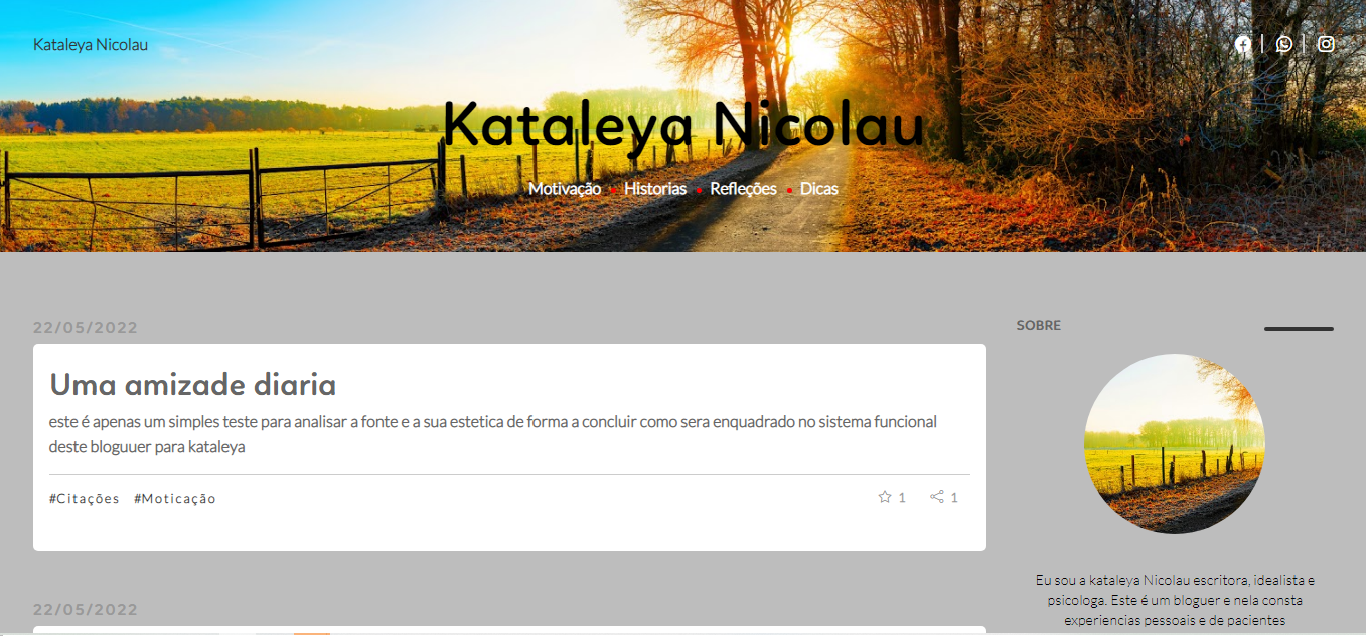 Kataleya Nicolau
Kataleya Nicolau
Motivação Historias Refleções Dicas
22/05/2022
Uma amizade diaria
este é apenas um simples teste para analisar a fonte e a sua estetica de forma a concluir como sera enquadrado no sistema funcional
deste bloguuer para kataleya
#Citações #Moticação
1 1
22/05/2022
SOBRE
Eu sou a kataleya Nicolau escritora, idealista e
psicologa. Este é um bloguer e nela consta
experiencias pessoais e de pacientes